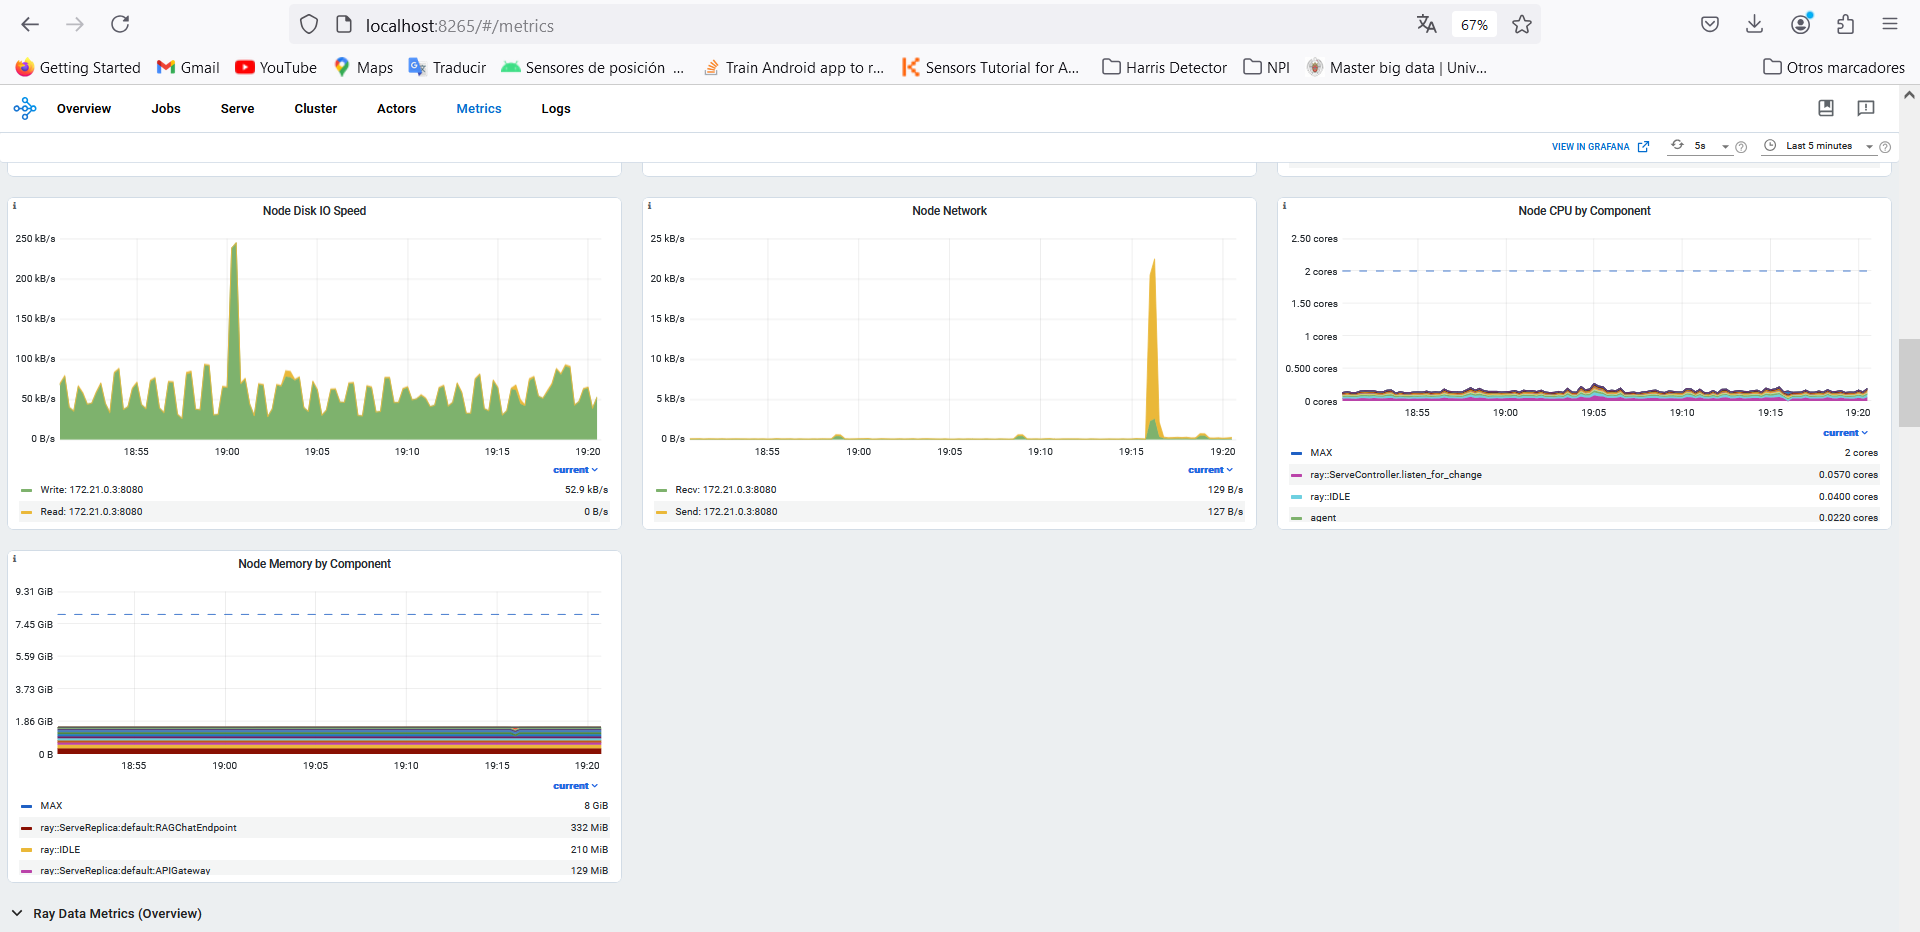 localhost:8265/#/metrics
67%
Getting Started Gmail YouTube Maps Traducir Sensores de posición ... Train Android app to r... Sensors Tutorial for A... Harris Detector NPI Master big data | Univ... Otros marcadores
Overview Jobs Serve Cluster Actors Metrics Logs
VIEW IN GRAFANA 5s Last 5 minutes
Node Disk IO Speed
250 kB/s
200 kB/s
150 kB/s
100 kB/s
50 kB/s
0 B/s
18:55 19:00 19:05 19:10 19:15 19:20
current
Write: 172.21.0.3:8080 52.9 kB/s
Read: 172.21.0.3:8080 0 B/s
Node Network
25 kB/s
20 kB/s
15 kB/s
10 kB/s
5 kB/s
0 B/s
18:55 19:00 19:05 19:10 19:15 19:20
current
Recv: 172.21.0.3:8080 129 B/s
Send: 172.21.0.3:8080 127 B/s
Node CPU by Component
2.50 cores
2 cores
1.50 cores
1 cores
0.500 cores
0 cores
18:55 19:00 19:05 19:10 19:15 19:20
current
MAX 2 cores
ray::ServeController.listen_for_change 0.0570 cores
ray::IDLE 0.0400 cores
agent 0.0220 cores
Node Memory by Component
9.31 GiB
7.45 GiB
5.59 GiB
3.73 GiB
1.86 GiB
0 B
18:55 19:00 19:05 19:10 19:15 19:20
current
MAX 8 GiB
ray::ServeReplica:default:RAGChatEndpoint 332 MiB
ray::IDLE 210 MiB
ray::ServeReplica:default:APIGateway 129 MiB
Ray Data Metrics (Overview)